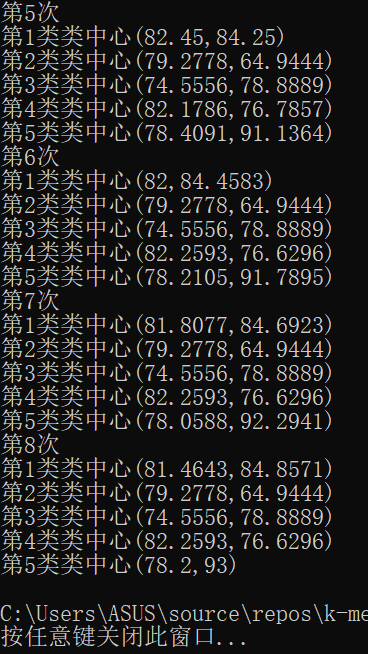 第5次
第1类类中心(82.45,84.25)
第2类类中心(79.2778,64.9444)
第3类类中心(74.5556,78.8889)
第4类类中心(82.1786,76.7857)
第5类类中心(78.4091,91.1364)
第6次
第1类类中心(82,84.4583)
第2类类中心(79.2778,64.9444)
第3类类中心(74.5556,78.8889)
第4类类中心(82.2593,76.6296)
第5类类中心(78.2105,91.7895)
第7次
第1类类中心(81.8077,84.6923)
第2类类中心(79.2778,64.9444)
第3类类中心(74.5556,78.8889)
第4类类中心(82.2593,76.6296)
第5类类中心(78.0588,92.2941)
第8次
第1类类中心(81.4643,84.8571)
第2类类中心(79.2778,64.9444)
第3类类中心(74.5556,78.8889)
第4类类中心(82.2593,76.6296)
第5类类中心(78.2,93)
C:\Users\ASUS\source\repos\k-me
按任意键关闭此窗口...